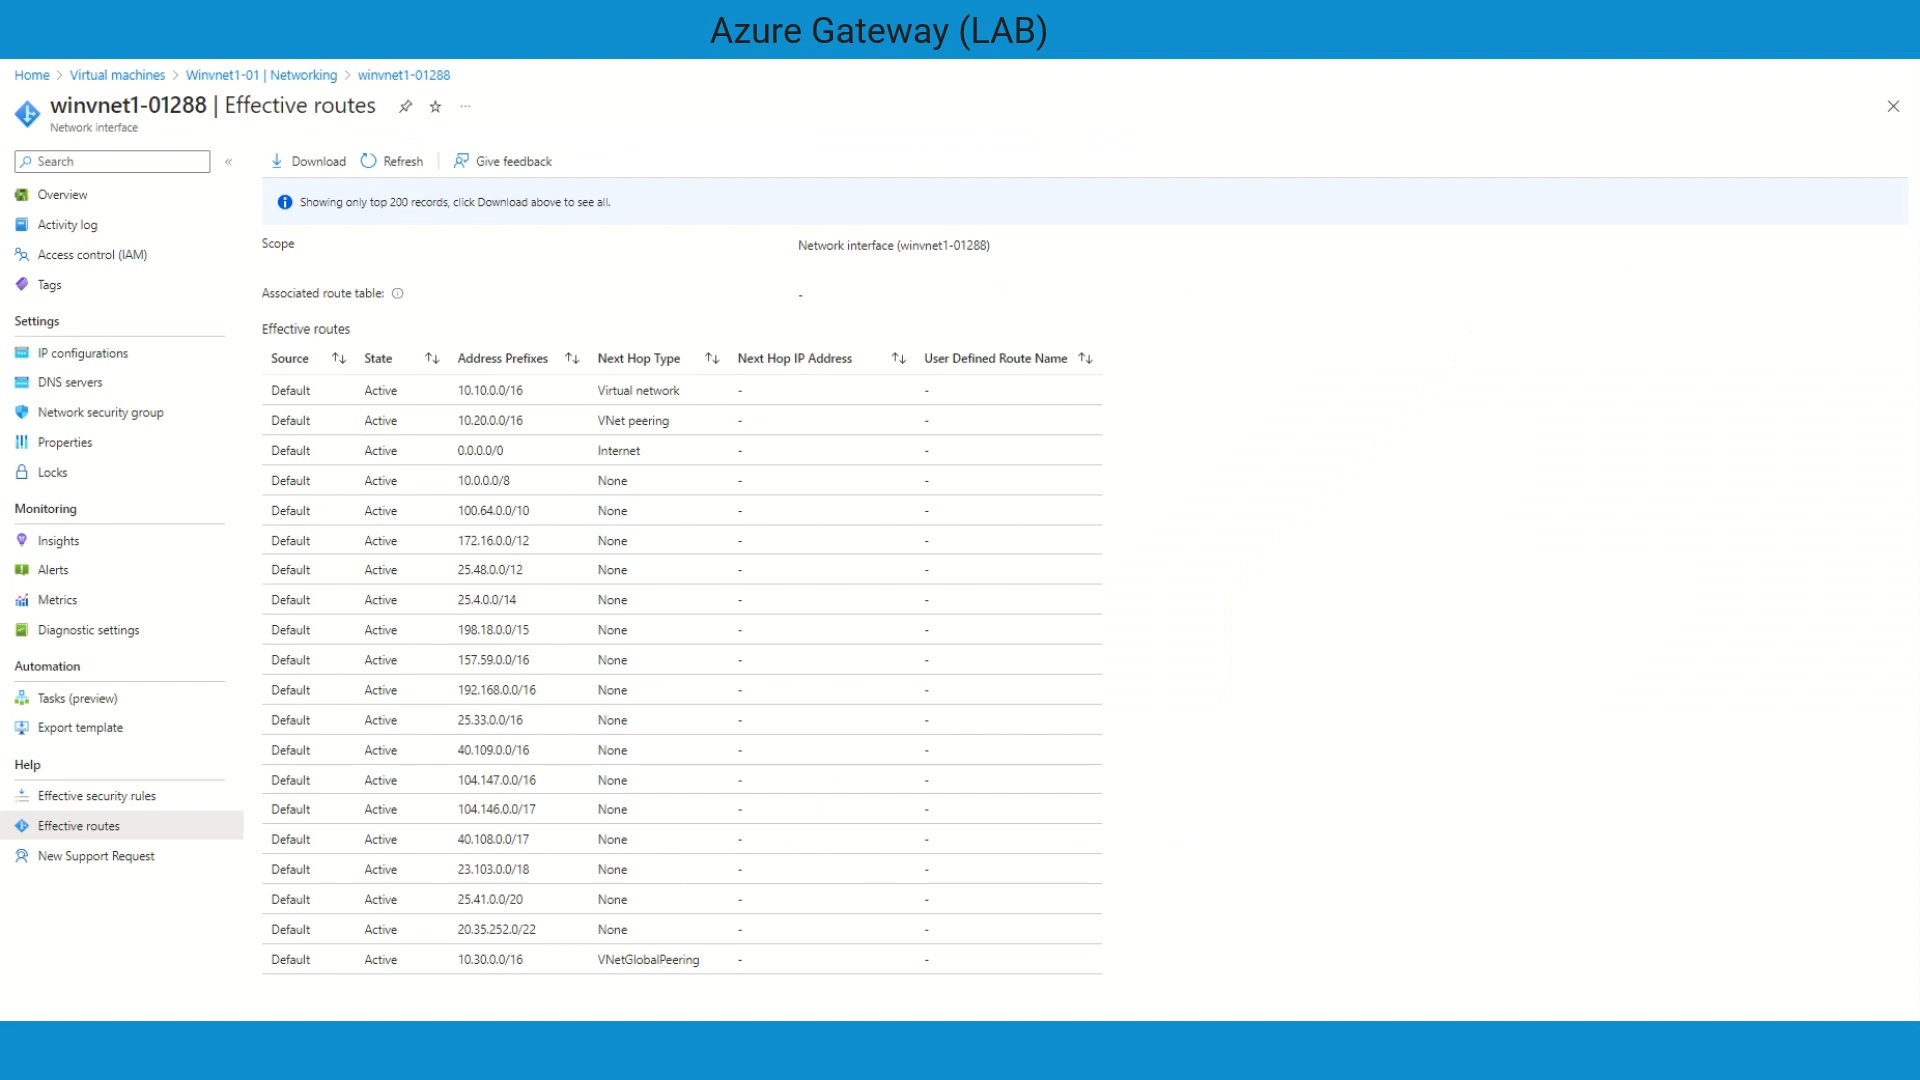 Azure Gateway (LAB)
Home > Virtual machines > Winvnet1-01 | Networking > winvnet1-01288
winvnet1-01288 | Effective routes ...
Network interface
Search «
Download Refresh Give feedback
Showing only top 200 records, click Download above to see all.
Overview
Activity log
Access control (IAM)
Tags
Settings
IP configurations
DNS servers
Network security group
Properties
Locks
Monitoring
Insights
Alerts
Metrics
Diagnostic settings
Automation
Tasks (preview)
Export template
Help
Effective security rules
Effective routes
New Support Request
Scope Network interface (winvnet1-01288)
Associated route table: -
Effective routes
Source State Address Prefixes Next Hop Type Next Hop IP Address User Defined Route Name
Default Active 10.10.0.0/16 Virtual network - -
Default Active 10.20.0.0/16 VNet peering - -
Default Active 0.0.0.0/0 Internet - -
Default Active 10.0.0.0/8 None - -
Default Active 100.64.0.0/10 None - -
Default Active 172.16.0.0/12 None - -
Default Active 25.48.0.0/12 None - -
Default Active 25.4.0.0/14 None - -
Default Active 198.18.0.0/15 None - -
Default Active 157.59.0.0/16 None - -
Default Active 192.168.0.0/16 None - -
Default Active 25.33.0.0/16 None - -
Default Active 40.109.0.0/16 None - -
Default Active 104.147.0.0/16 None - -
Default Active 104.146.0.0/17 None - -
Default Active 40.108.0.0/17 None - -
Default Active 23.103.0.0/18 None - -
Default Active 25.41.0.0/20 None - -
Default Active 20.35.252.0/22 None - -
Default Active 10.30.0.0/16 VNetGlobalPeering - -